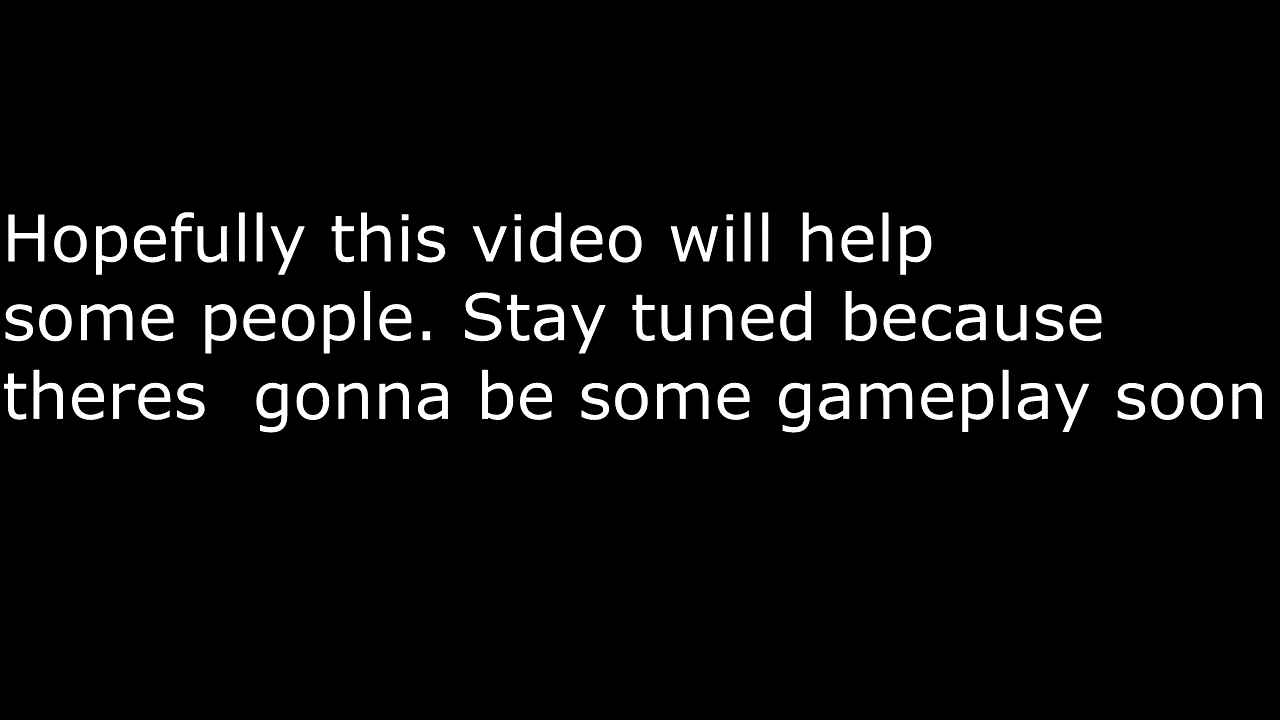 Hopefully this video will help
some people. Stay tuned because
theres  gonna be some gameplay soon